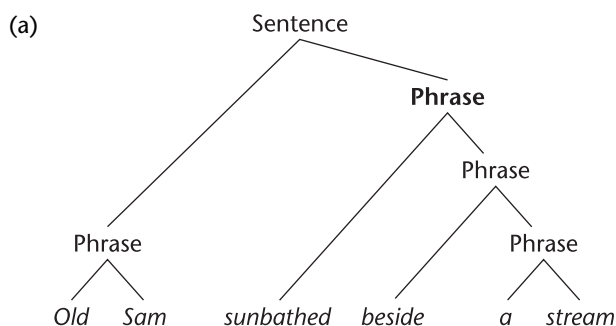 (a)
Sentence
Phrase
Phrase
Phrase Phrase
Old Sam sunbathed beside a stream